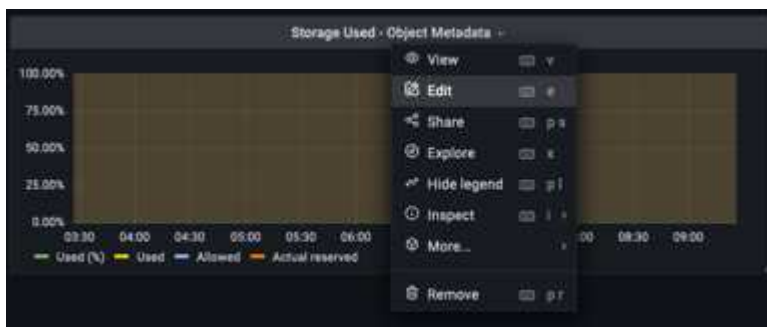 Storage Used - Object Metadata
View v
Edit e
100.00%
Share p s
75.00%
Explore x
50.00%
Hide legend p l
25.00%
Inspect i
0.00%
03:30 04:00 04:30 05:00 05:30 06:00 08:30 09:00
More...
Used (%) Used Allowed Actual reserved
Remove p r